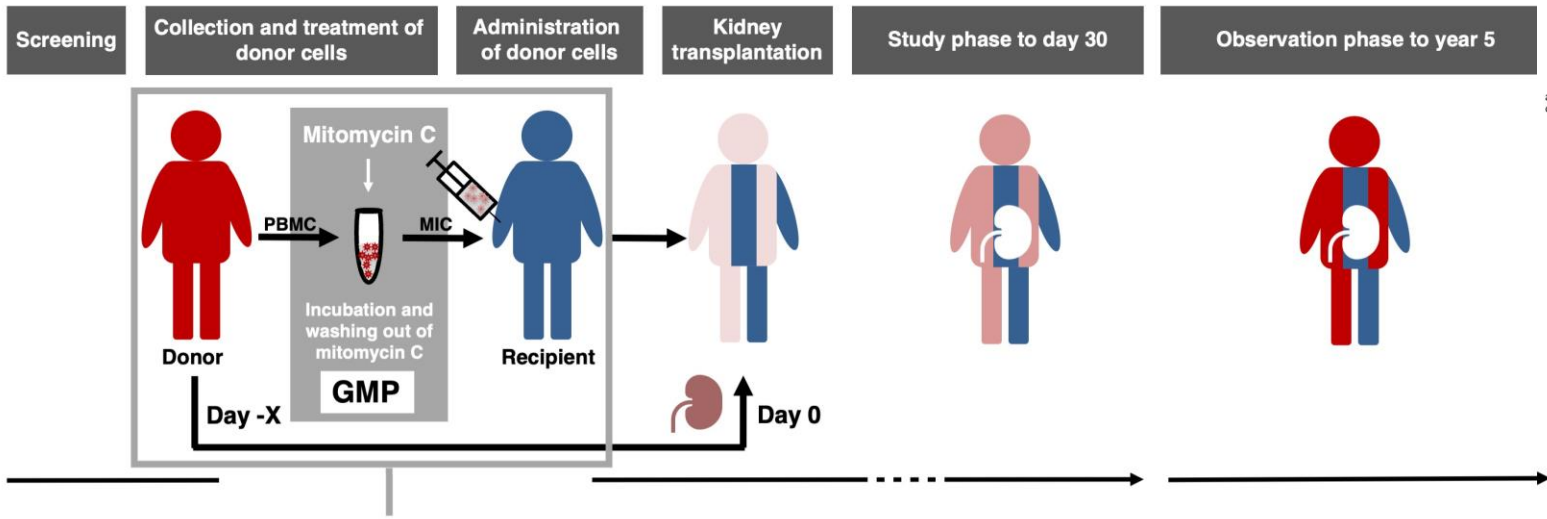 Screening
Collection and treatment of
donor cells
Administration
of donor cells
Kidney
transplantation
Study phase to day 30
Observation phase to year 5
Mitomycin C
PBMC
MIC
Incubation and
washing out of
mitomycin C
GMP
Donor
Recipient
Day -X
Day 0